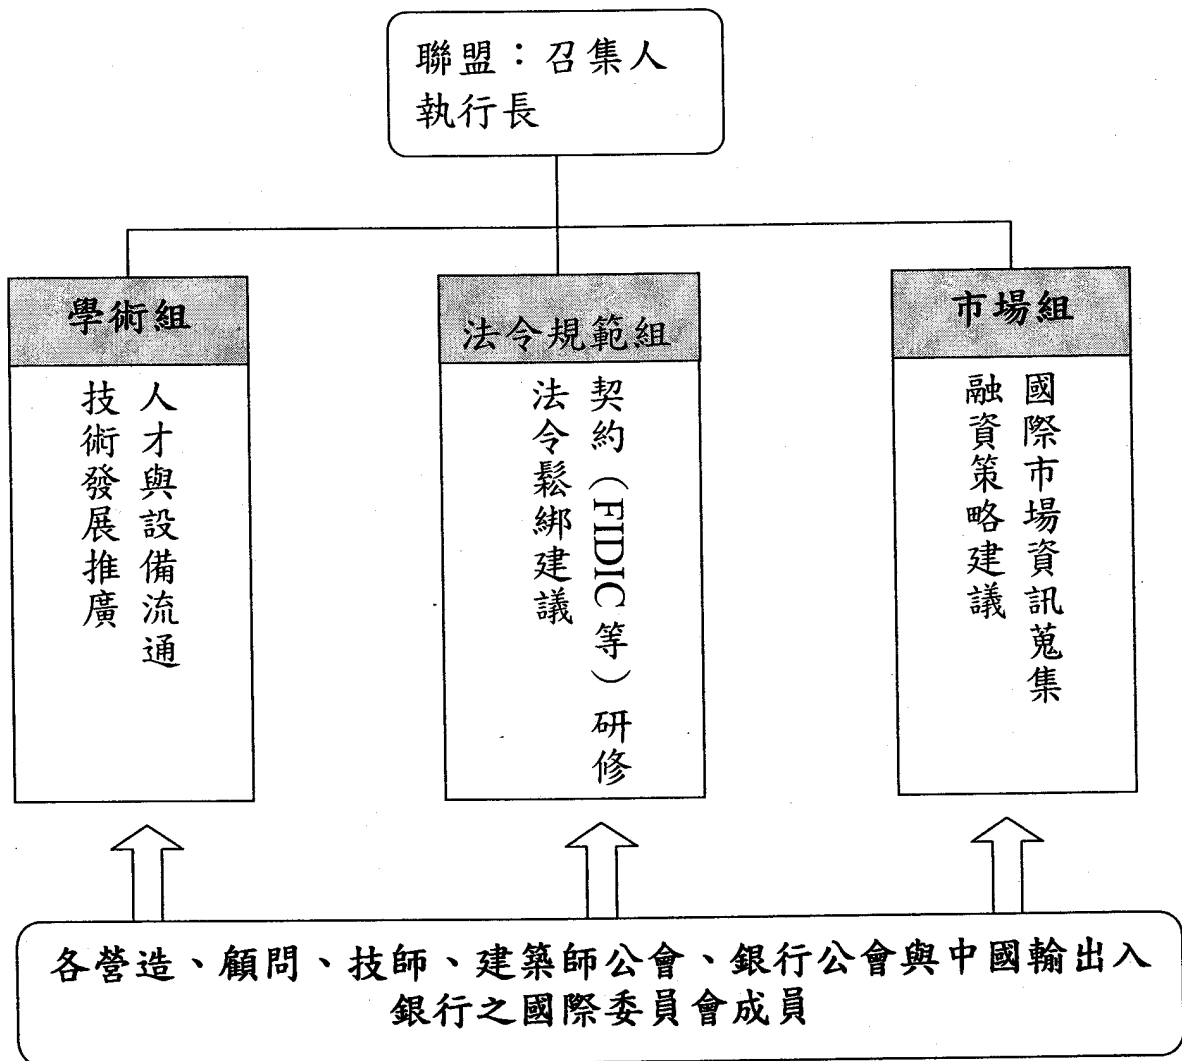 聯盟：召集人
執行長
學術組
人才與設備流通
技術發展推廣
法令規範組
契約（FIDIC等）研修
法令鬆綁建議
市場組
國際市場資訊蒐集
融資策略建議
各營造、顧問、技師、建築師公會、銀行公會與中國輸出入
銀行之國際委員會成員